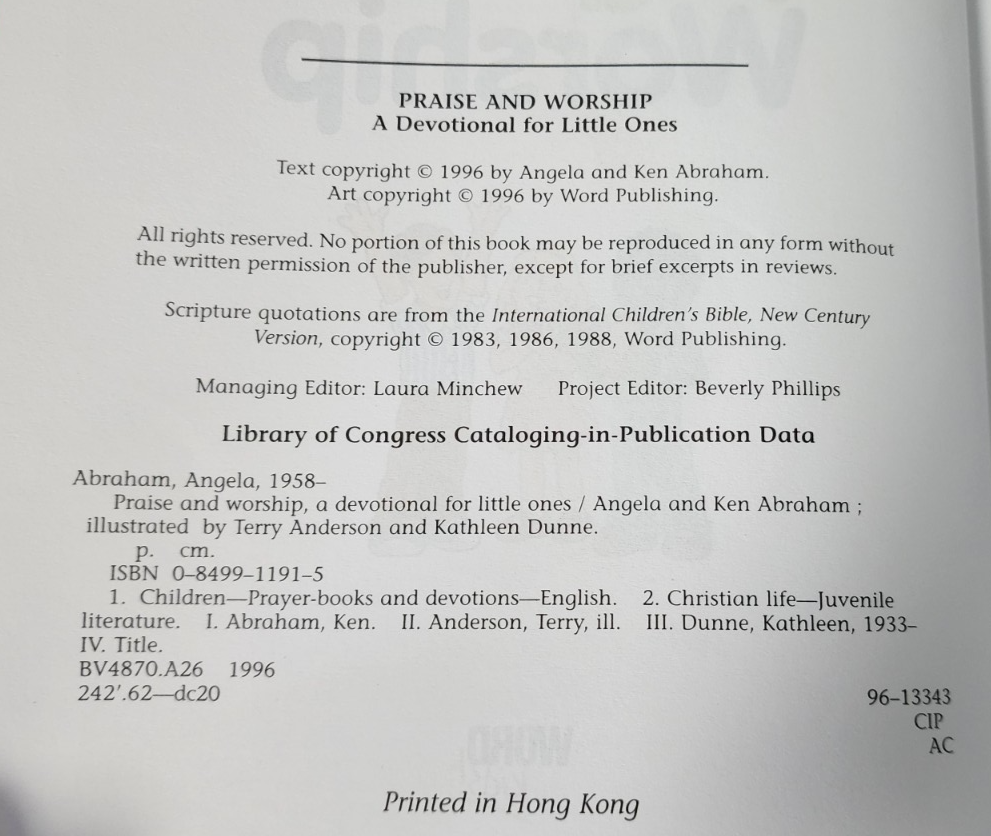 PRAISE AND WORSHIP
A Devotional for Little Ones
Text copyright © 1996 by Angela and Ken Abraham.
Art copyright © 1996 by Word Publishing.
All rights reserved. No portion of this book may be reproduced in any form without
the written permission of the publisher, except for brief excerpts in reviews.
Scripture quotations are from the International Children's Bible, New Century
Version, copyright © 1983, 1986, 1988, Word Publishing.
Managing Editor: Laura Minchew Project Editor: Beverly Phillips
Library of Congress Cataloging-in-Publication Data
Abraham, Angela, 1958–
Praise and worship, a devotional for little ones / Angela and Ken Abraham ;
illustrated by Terry Anderson and Kathleen Dunne.
p. cm.
ISBN 0–8499–1191–5
1. Children—Prayer-books and devotions—English. 2. Christian life—Juvenile
literature. I. Abraham, Ken. II. Anderson, Terry, ill. III. Dunne, Kathleen, 1933–
IV. Title.
BV4870.A26 1996
242'.62—dc20
96–13343
CIP
AC
Printed in Hong Kong